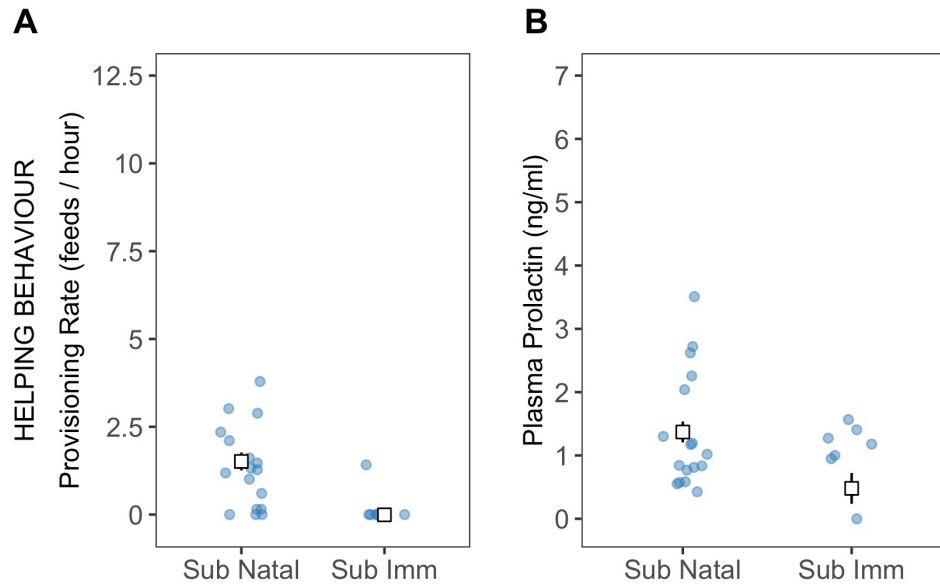 A
B
HELPING BEHAVIOUR
Provisioning Rate (feeds / hour)
12.5
10
7.5
5
2.5
0
Sub Natal
Sub Imm
Plasma Prolactin (ng/ml)
7
6
5
4
3
2
1
0
Sub Natal
Sub Imm